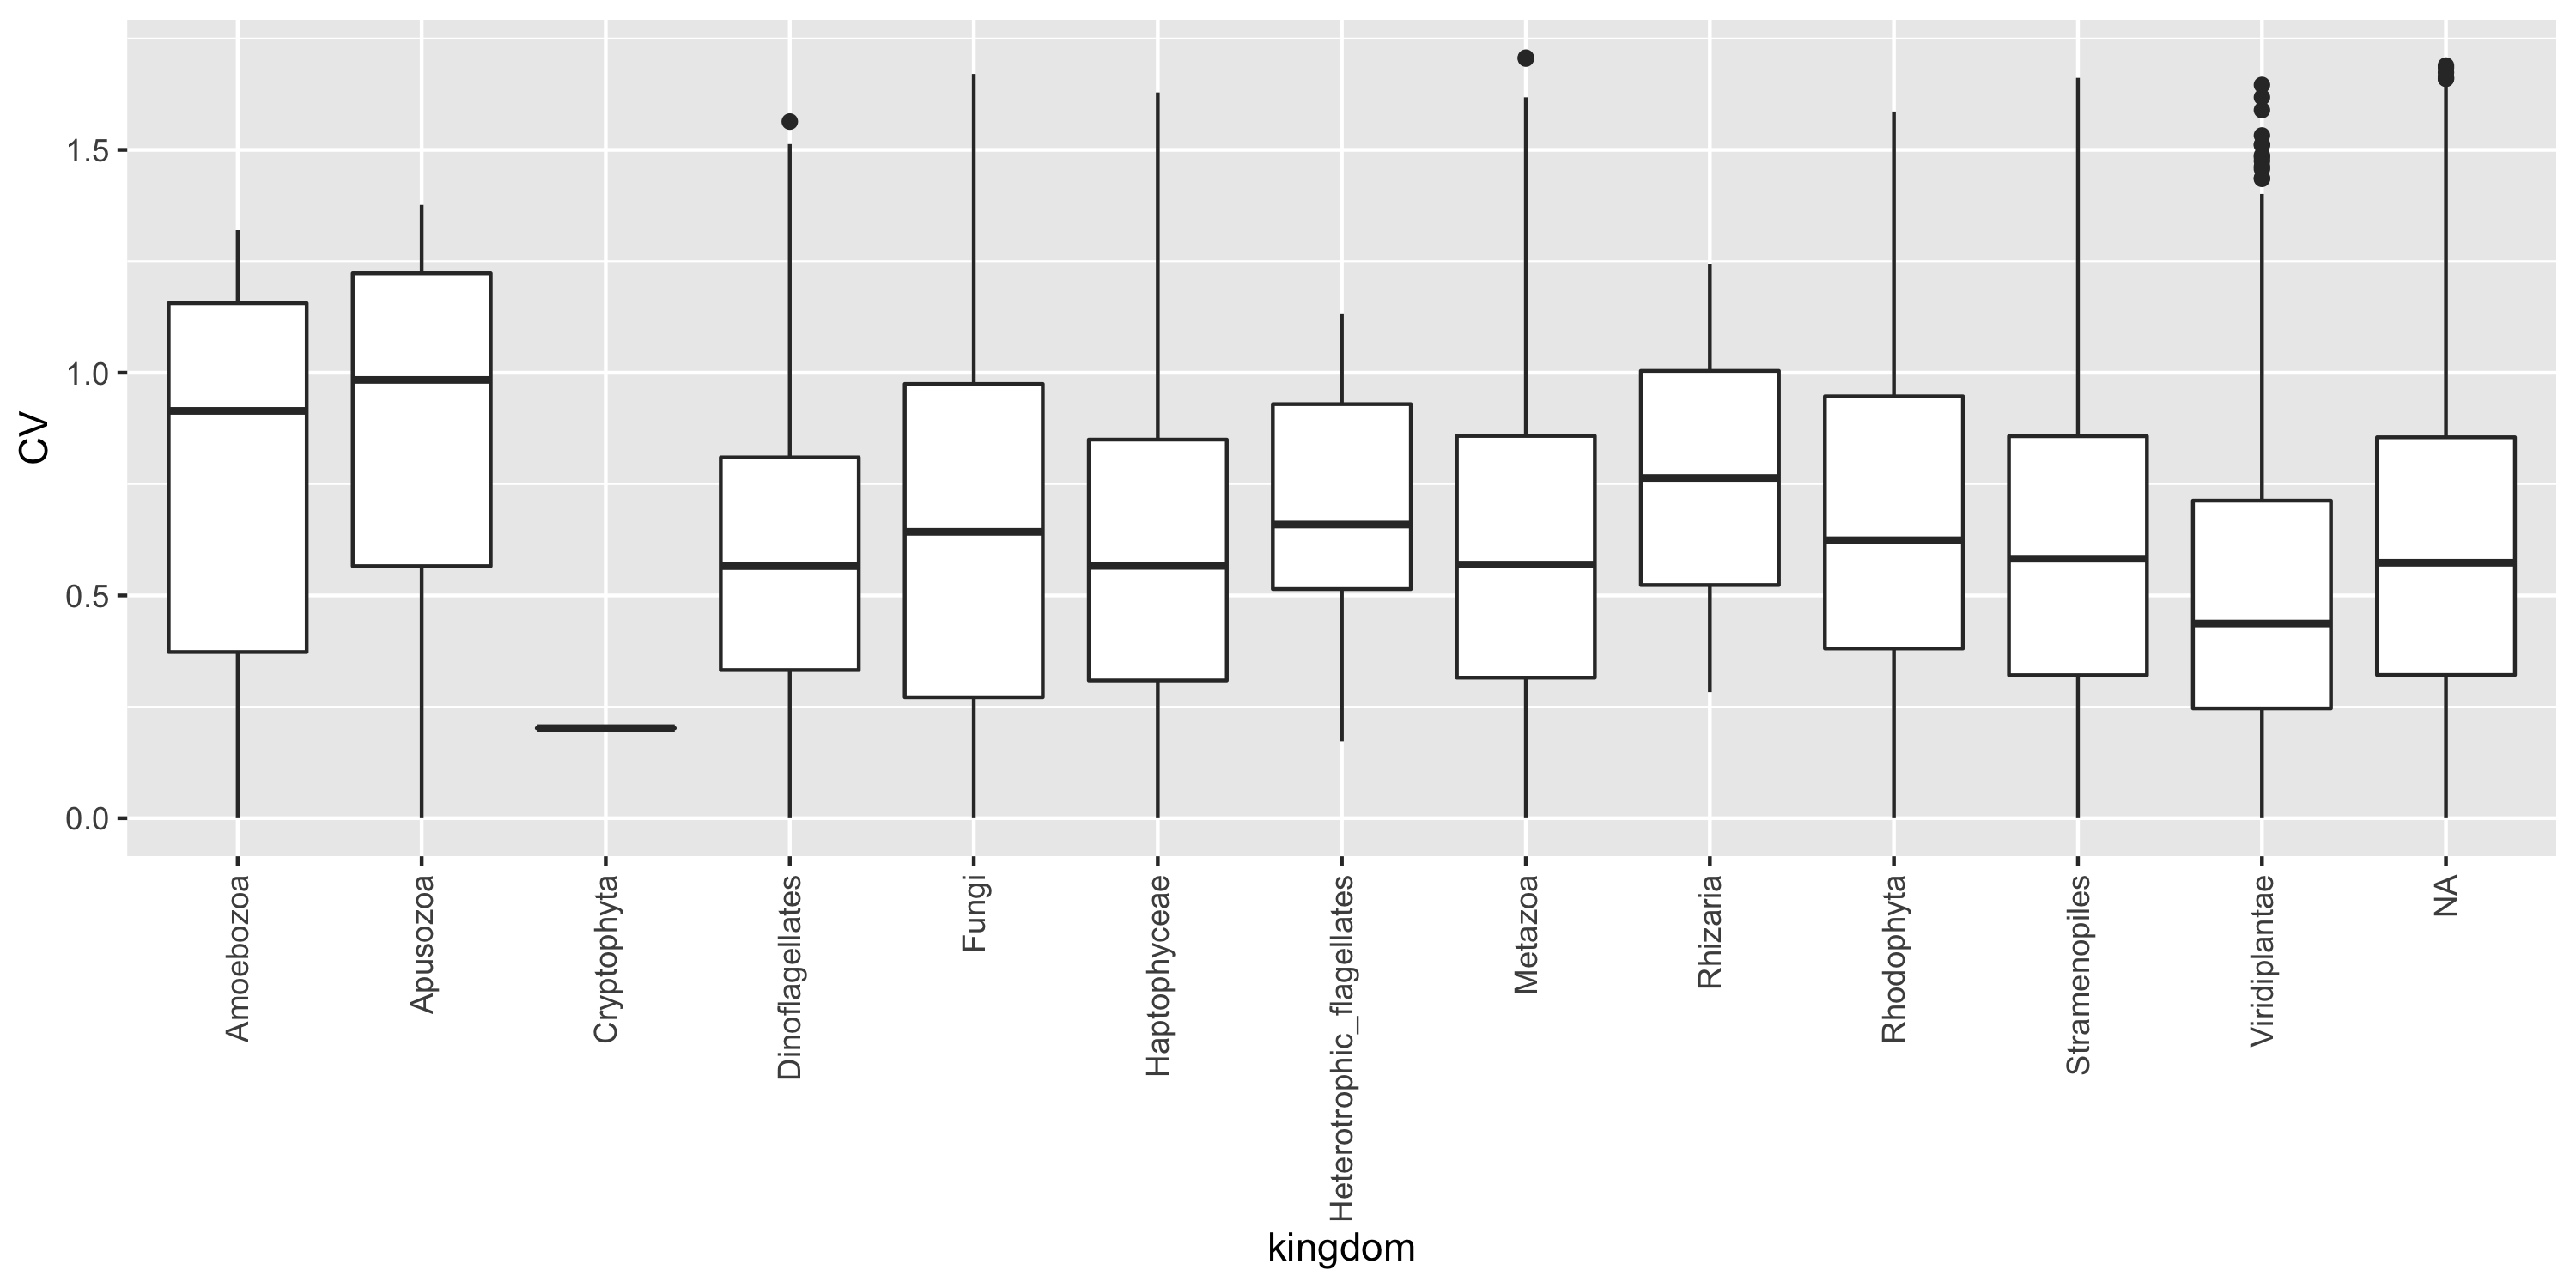 CV
1.5
1.0
0.5
0.0
Amoebozoa
Apusozoa
Cryptophyta
Dinoflagellates
Fungi
Haptophyceae
Heterotrophic_flagellates
Metazoa
Rhizaria
Rhodophyta
Stramenopiles
Viridiplantae
NA
kingdom